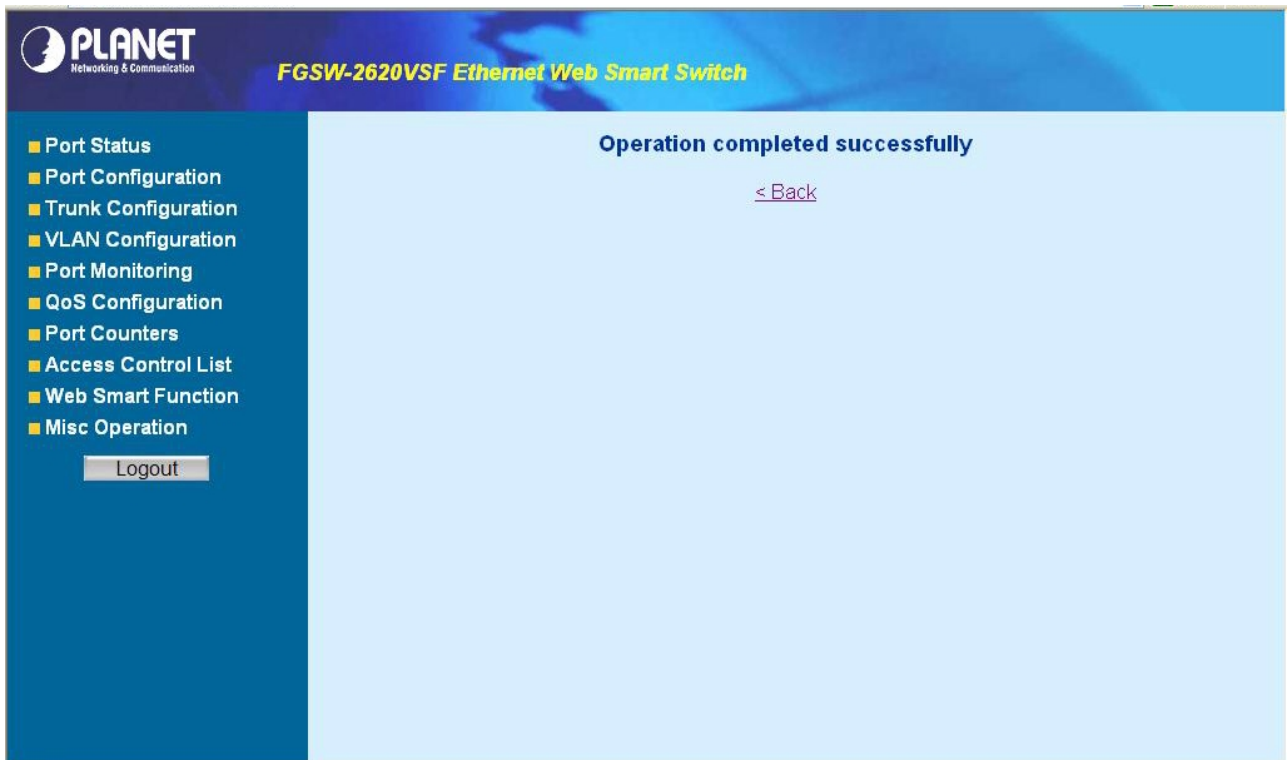 PLANET
Networking & Communication
FGSW-2620VSF Ethernet Web Smart Switch
Port Status
Port Configuration
Trunk Configuration
VLAN Configuration
Port Monitoring
QoS Configuration
Port Counters
Access Control List
Web Smart Function
Misc Operation
Logout
Operation completed successfully
< Back